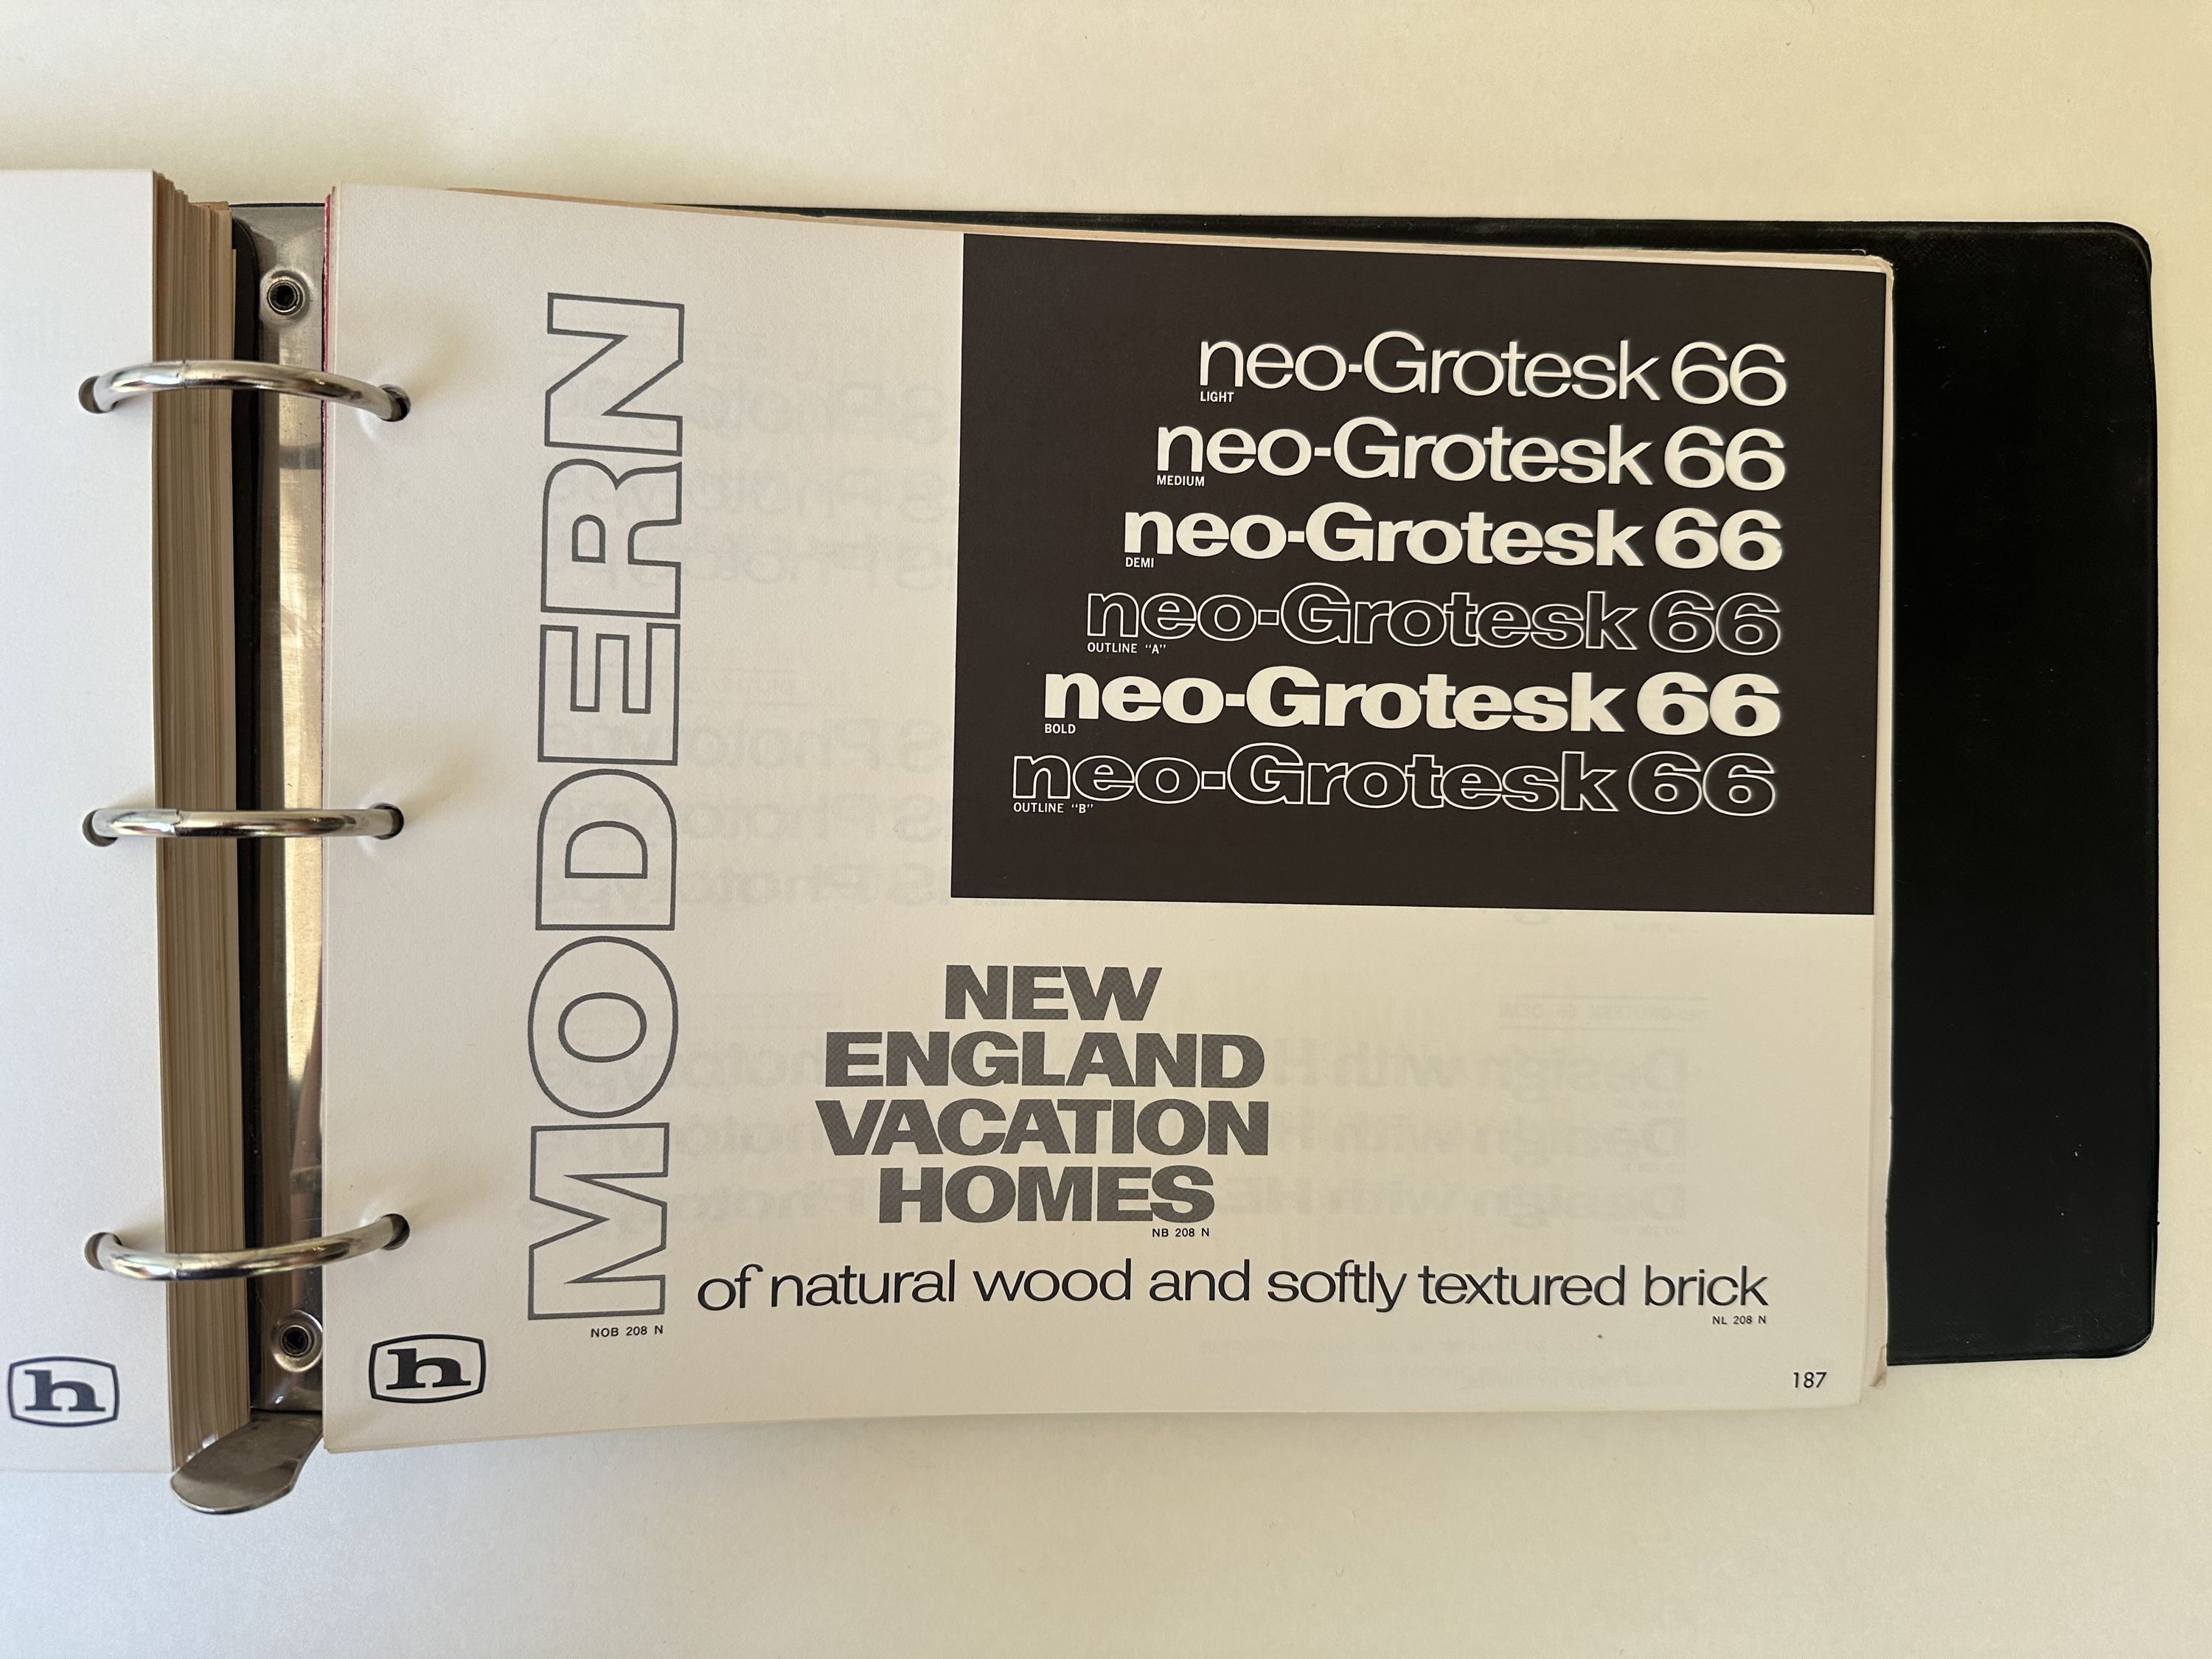 MODERN
NOB 208 N
neo-Grotesk 66
LIGHT
neo-Grotesk 66
MEDIUM
neo-Grotesk 66
DEMI
neo-Grotesk 66
OUTLINE "A"
neo-Grotesk 66
BOLD
neo-Grotesk 66
OUTLINE "B"
NEW
ENGLAND
VACATION
HOMES
NB 208 N
of natural wood and softly textured brick
NL 208 N
h
h
187